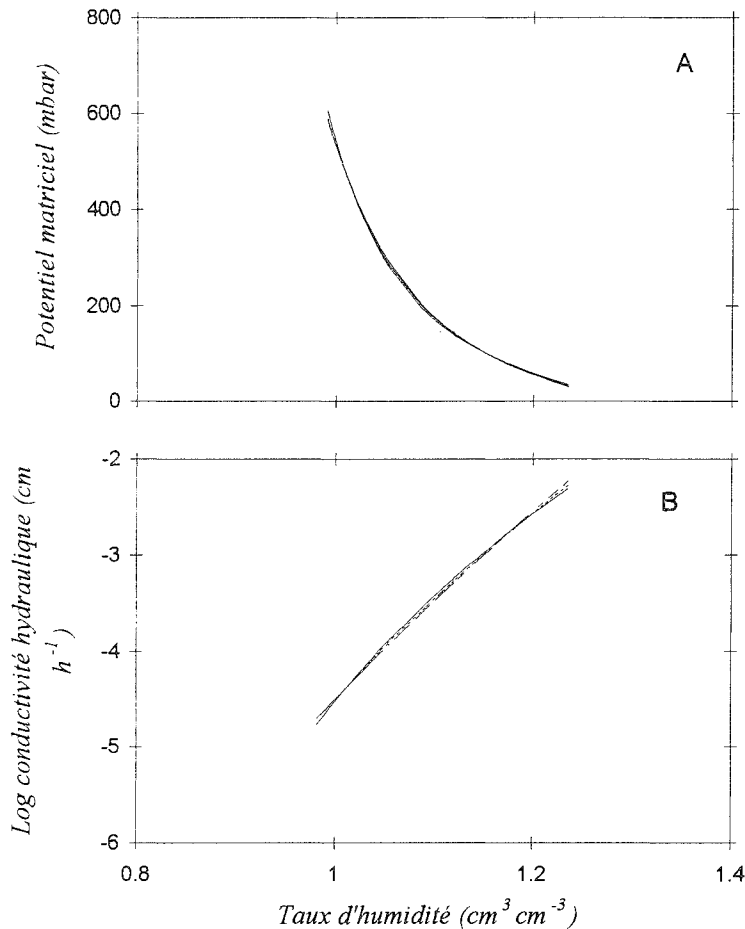 800
600
400
200
0
Potentiel matriciel (mbar)
A
-2
-3
-4
-5
-6
Log conductivité hydraulique (cm
h⁻¹)
B
0.8 1 1.2 1.4
Taux d'humidité (cm³ cm⁻³)